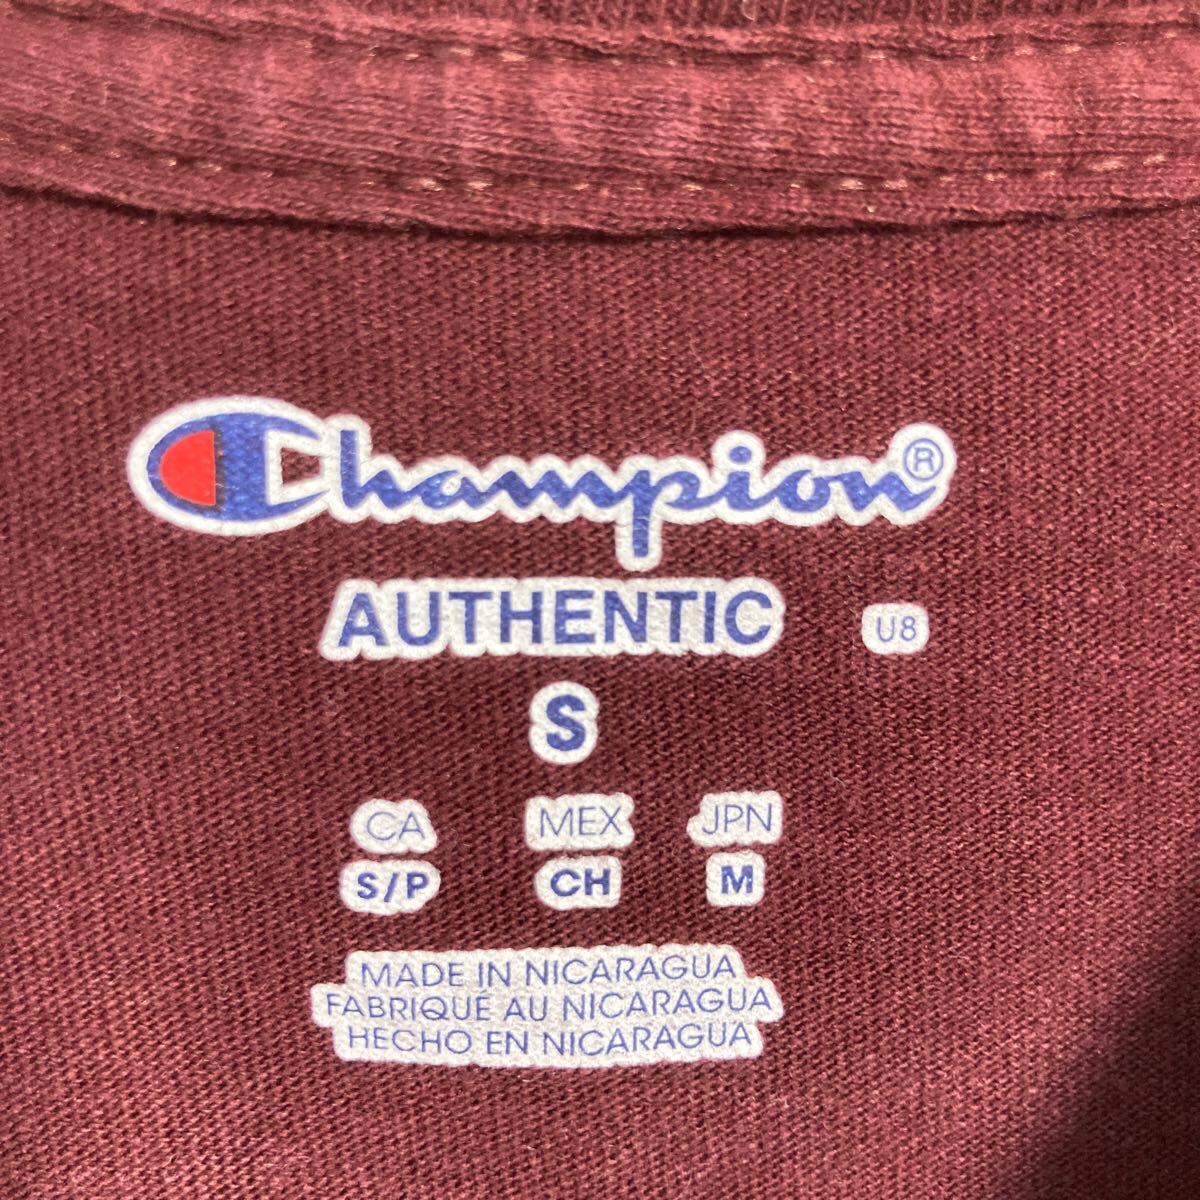 Champion®
AUTHENTIC
U8
S
CA MEX JPN
S/P CH M
MADE IN NICARAGUA
FABRIQUÉ AU NICARAGUA
HECHO EN NICARAGUA